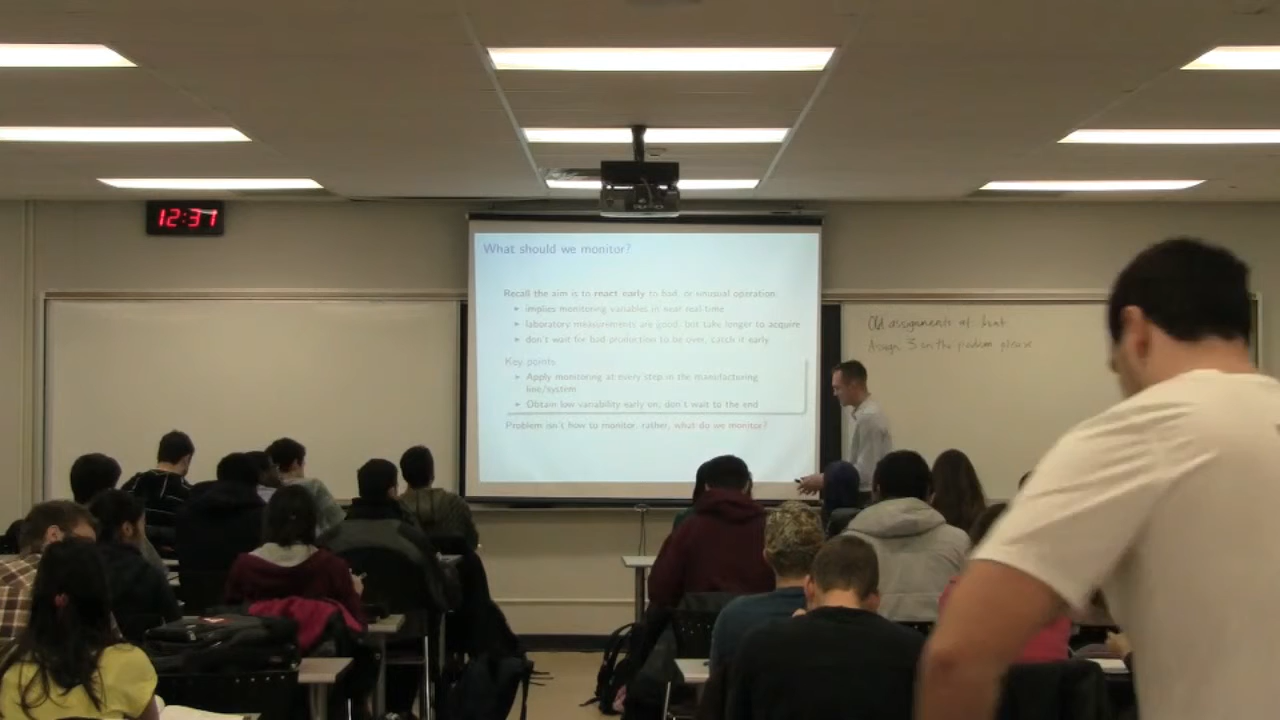 12:37
What should we monitor?
Recall the aim is to react early to bad, or unusual operation
▸ implies monitoring variables in near real-time
▸ laboratory measurements are good, but take longer to acquire
▸ don't wait for bad production to be over, catch it early
Key points
▸ Apply monitoring at every step in the manufacturing
line/system
▸ Obtain low variability early on; don't wait to the end
Problem isn't how to monitor, rather, what do we monitor?
Old assignments at front
Assign 3 on the podium please